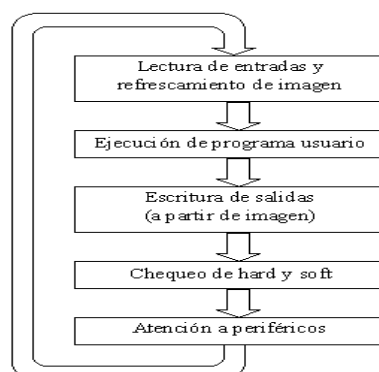 Lectura de entradas y
refrescamiento de imagen
Ejecución de programa usuario
Escritura de salidas
(a partir de imagen)
Chequeo de hard y soft
Atención a periféricos